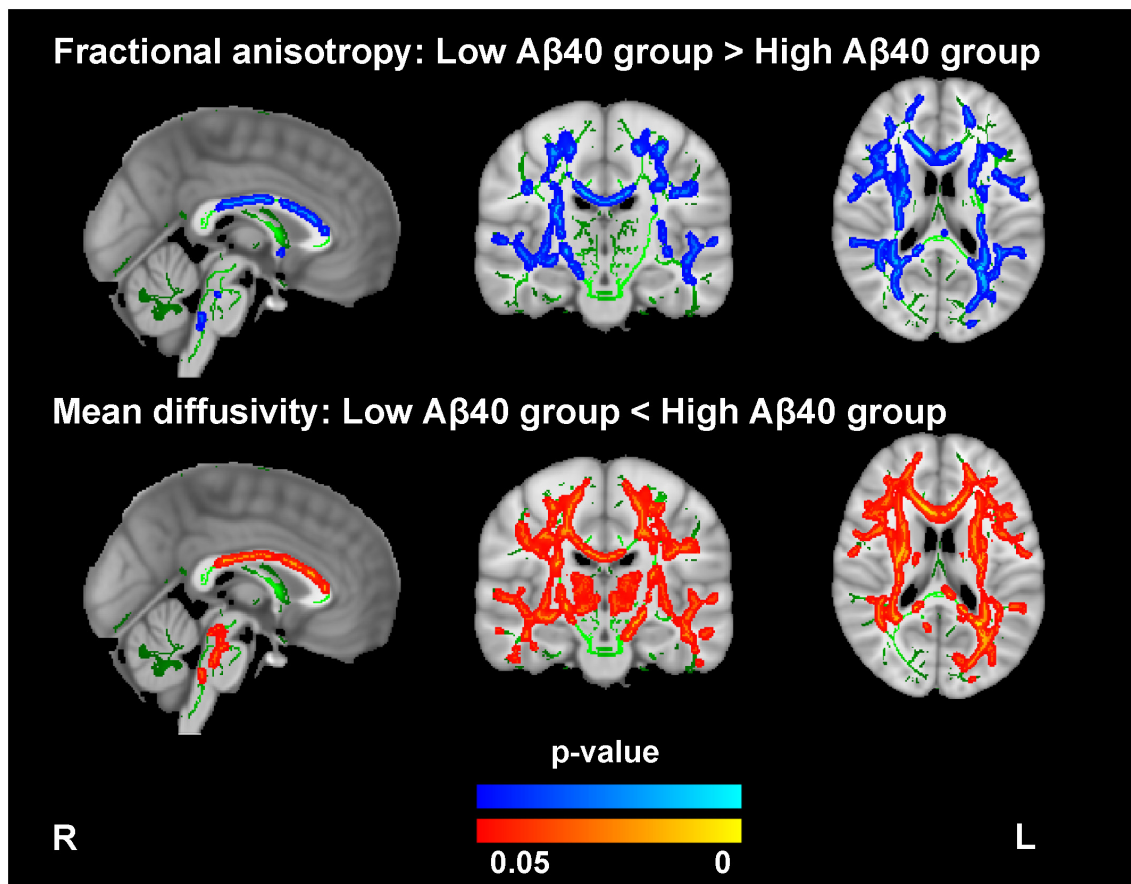 Fractional anisotropy: Low Aβ40 group > High Aβ40 group
Mean diffusivity: Low Aβ40 group < High Aβ40 group
p-value
0.05 0
R L